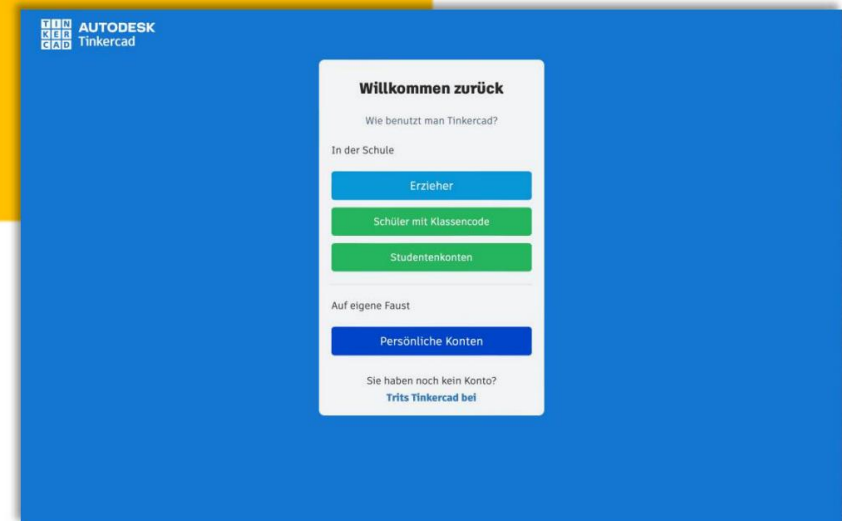 TIN
KER
CAD
AUTODESK
Tinkercad
Willkommen zurück
Wie benutzt man Tinkercad?
In der Schule
Erzieher
Schüler mit Klassencode
Studentenkonten
Auf eigene Faust
Persönliche Konten
Sie haben noch kein Konto?
Trits Tinkercad bei